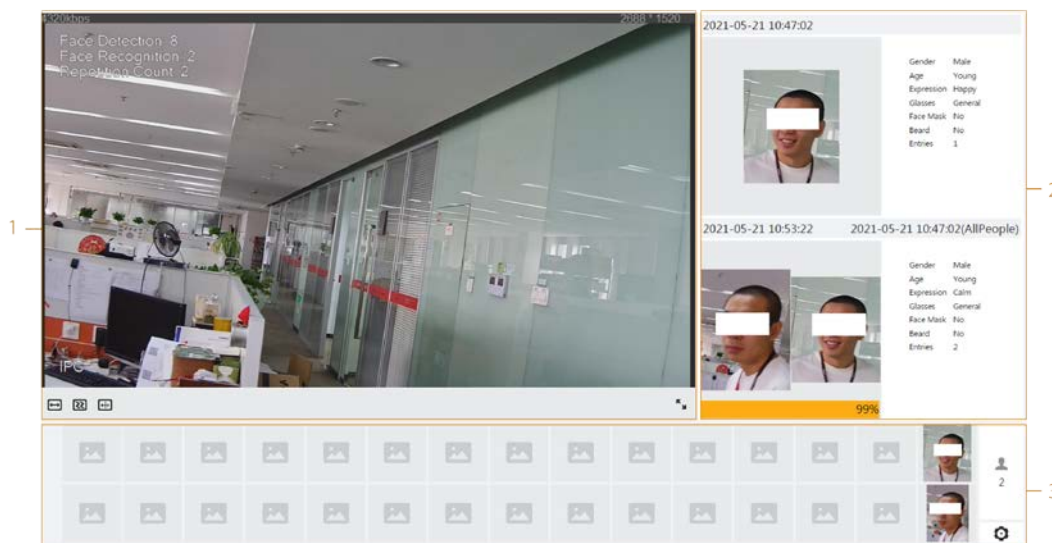 4320kbps 2688 * 1520
Face Detection 8
Face Recognition 2
Repetition Count 2
IPC
1
2021-05-21 10:47:02
Gender Male
Age Young
Expression Happy
Glasses General
Face Mask No
Beard No
Entries 1
2
2021-05-21 10:53:22 2021-05-21 10:47:02(AllPeople)
Gender Male
Age Young
Expression Calm
Glasses General
Face Mask No
Beard No
Entries 2
99%
2
3